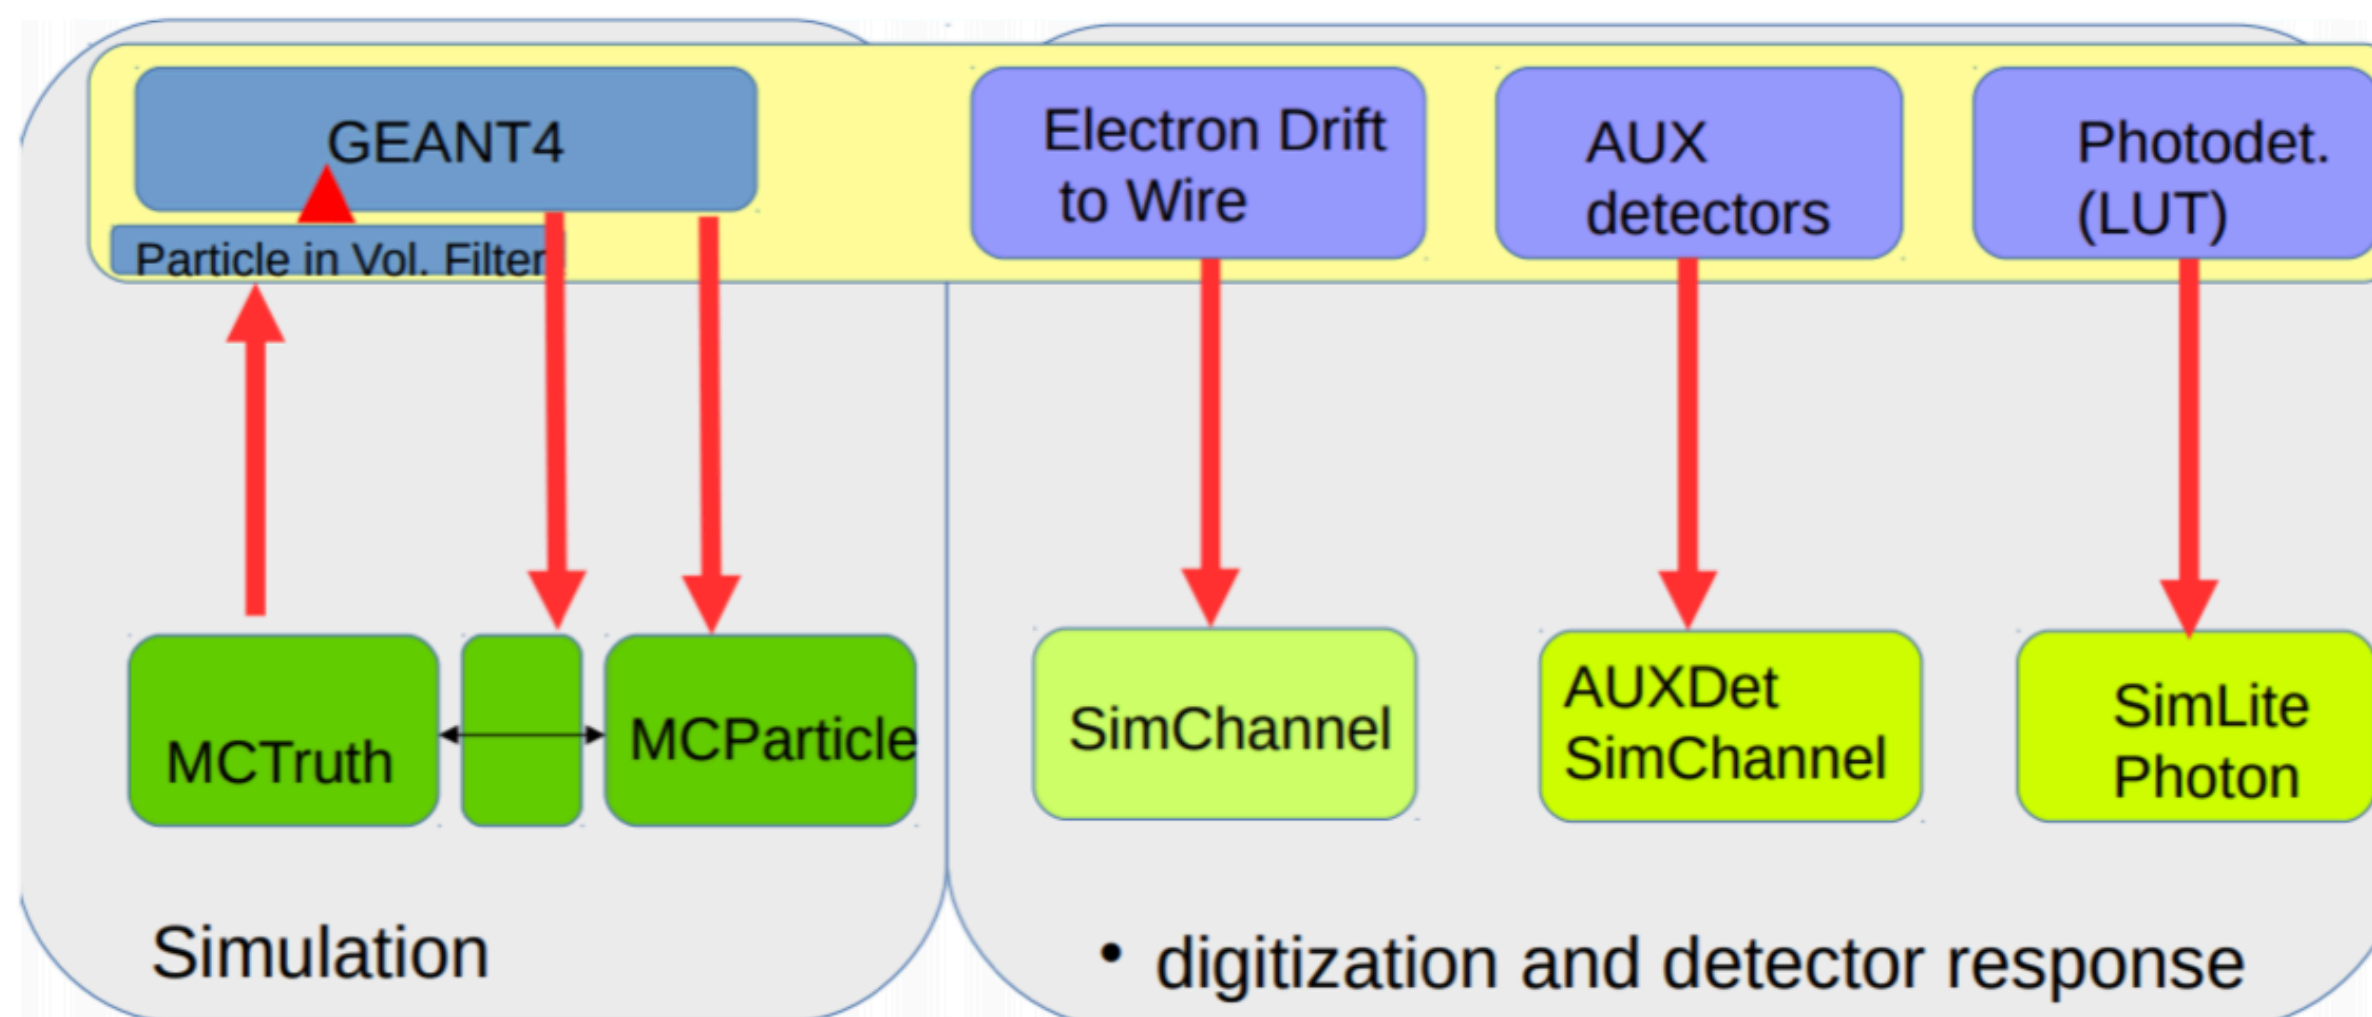 GEANT4
Particle in Vol. Filter
Electron Drift
to Wire
AUX
detectors
Photodet.
(LUT)
MCTruth
MCParticle
SimChannel
AUXDet
SimChannel
SimLite
Photon
Simulation
• digitization and detector response